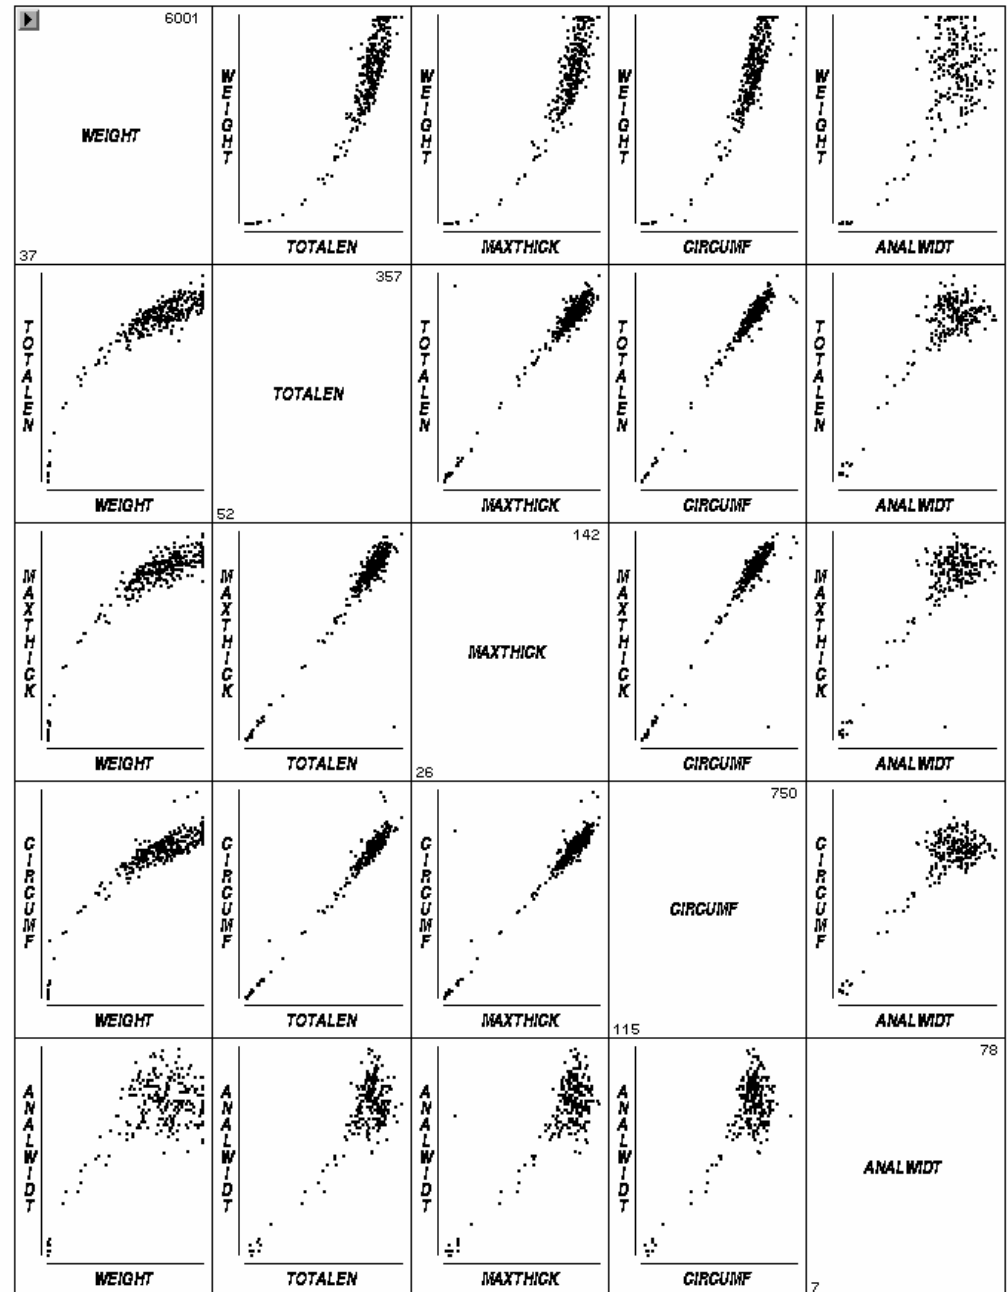 6001
WEIGHT
37
WEIGHT
TOTALEN
WEIGHT
MAXTHICK
WEIGHT
CIRCUMF
WEIGHT
ANALWIDT
TOTALEN
WEIGHT
357
TOTALEN
52
TOTALEN
MAXTHICK
TOTALEN
CIRCUMF
TOTALEN
ANALWIDT
MAXTHICK
WEIGHT
MAXTHICK
TOTALEN
142
MAXTHICK
26
MAXTHICK
CIRCUMF
MAXTHICK
ANALWIDT
CIRCUMF
WEIGHT
CIRCUMF
TOTALEN
CIRCUMF
MAXTHICK
750
CIRCUMF
115
CIRCUMF
ANALWIDT
ANALWIDT
WEIGHT
ANALWIDT
TOTALEN
ANALWIDT
MAXTHICK
ANALWIDT
CIRCUMF
78
ANALWIDT
7